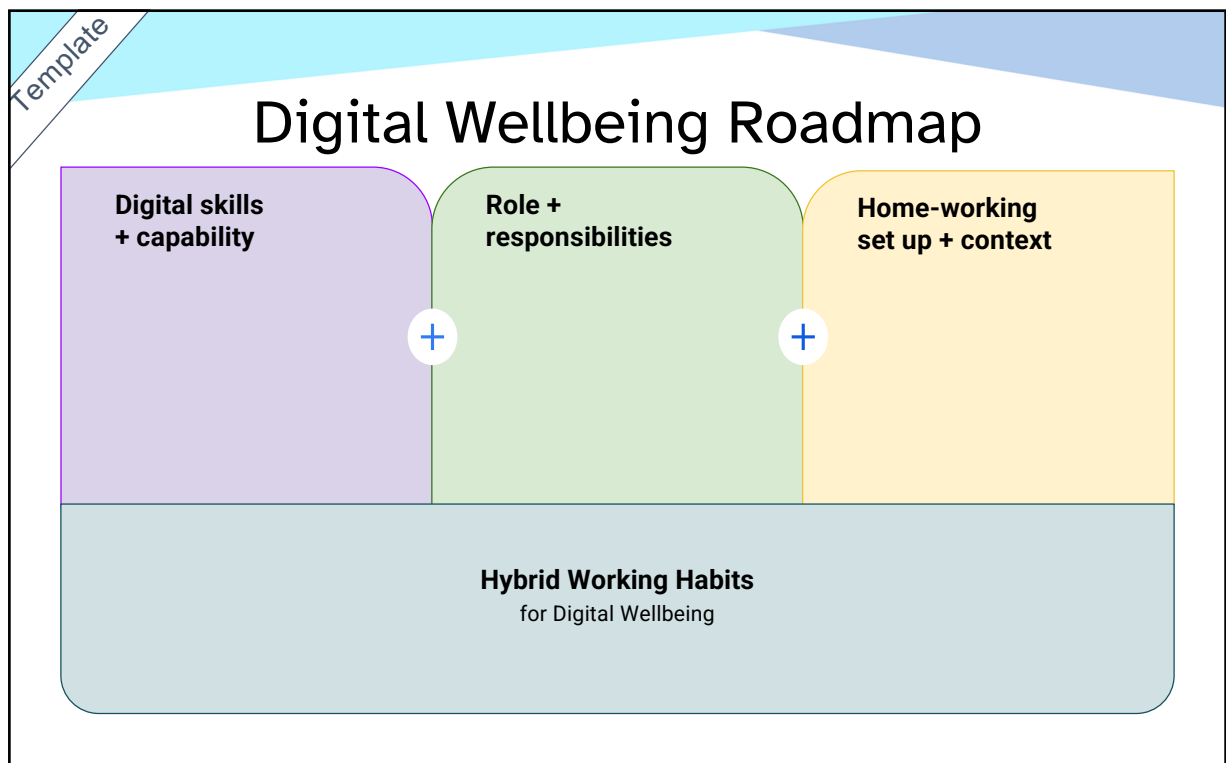 Template
Digital Wellbeing Roadmap
Digital skills
+ capability
Role +
responsibilities
Home-working
set up + context
+
+
Hybrid Working Habits
for Digital Wellbeing